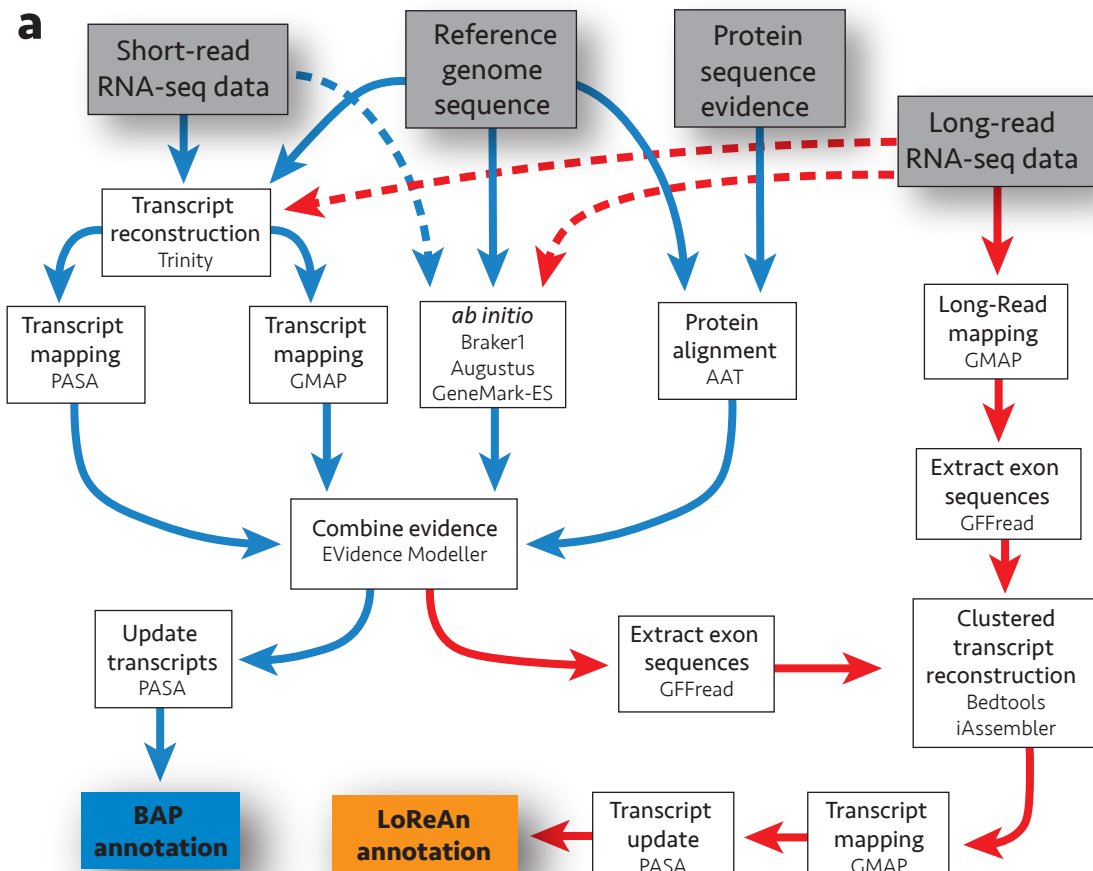 a
Short-read
RNA-seq data
Reference
genome
sequence
Protein
sequence
evidence
Long-read
RNA-seq data
Transcript
reconstruction
Trinity
Transcript
mapping
PASA
Transcript
mapping
GMAP
ab initio
Braker1
Augustus
GeneMark-ES
Protein
alignment
AAT
Long-Read
mapping
GMAP
Extract exon
sequences
GFFread
Combine evidence
EVidence Modeller
Update
transcripts
PASA
Extract exon
sequences
GFFread
Clustered
transcript
reconstruction
Bedtools
iAssembler
BAP
annotation
LoReAn
annotation
Transcript
update
PASA
Transcript
mapping
GMAP